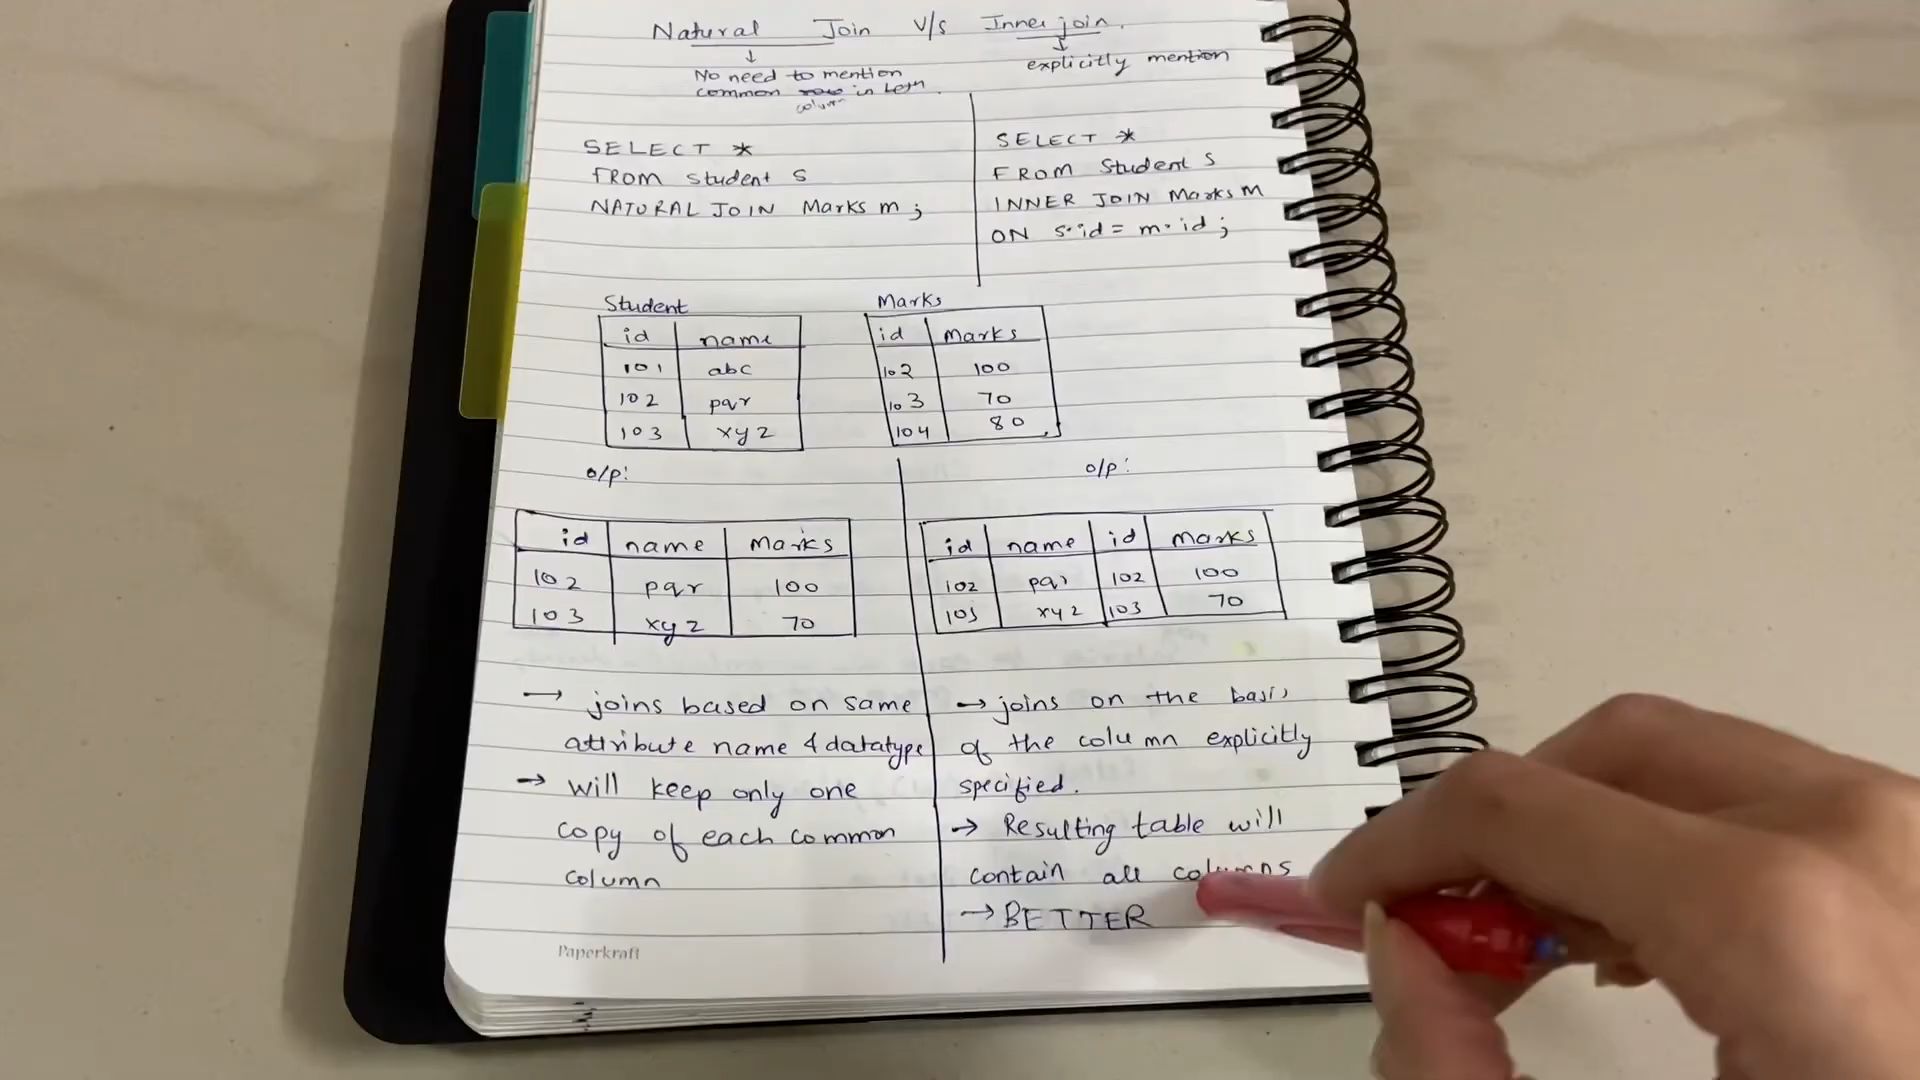 Natural Join v/s Inner join.
↓ ↓
No need to mention
common row in both.
column
explicitly mention
SELECT *
FROM student s
NATURAL JOIN Marks m ;
SELECT *
FROM Student s
INNER JOIN Marks m
ON s.id = m.id ;
Student
id name
101 abc
102 pqr
103 xyz
Marks
id Marks
102 100
103 70
104 80
o/p:
id name Marks
102 pqr 100
103 xyz 70
o/p:
id name id Marks
102 pqr 102 100
103 xyz 103 70
→ joins based on same
attribute name & datatype
→ will keep only one
copy of each common
column
→ joins on the basis
of the column explicitly
specified.
→ Resulting table will
contain all columns
→ BETTER
Paperkraft